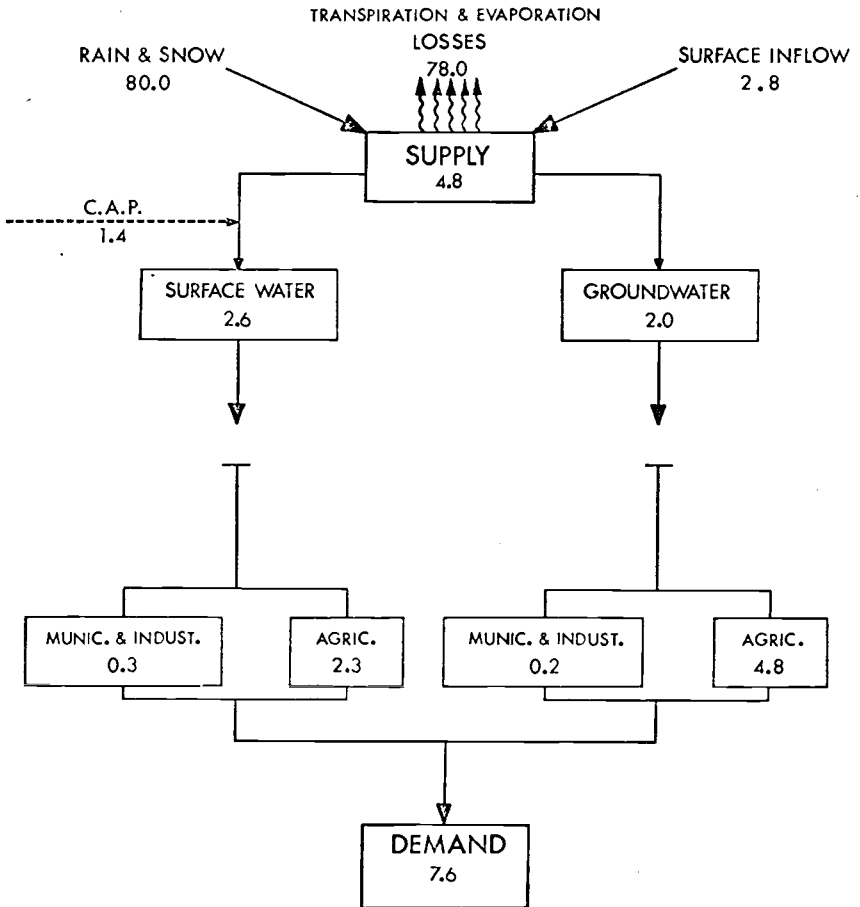 TRANSPIRATION & EVAPORATION
LOSSES
78.0
RAIN & SNOW
80.0
SURFACE INFLOW
2.8
SUPPLY
4.8
C.A.P.
1.4
SURFACE WATER
2.6
GROUNDWATER
2.0
MUNIC. & INDUST.
0.3
AGRIC.
2.3
MUNIC. & INDUST.
0.2
AGRIC.
4.8
DEMAND
7.6